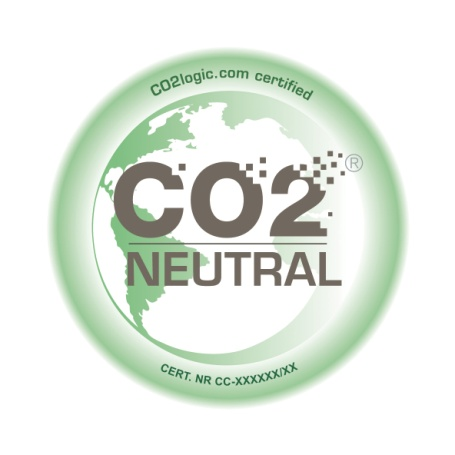 CO2logic.com certified
CO2®
NEUTRAL
CERT. NR CC-XXXXXX/XX